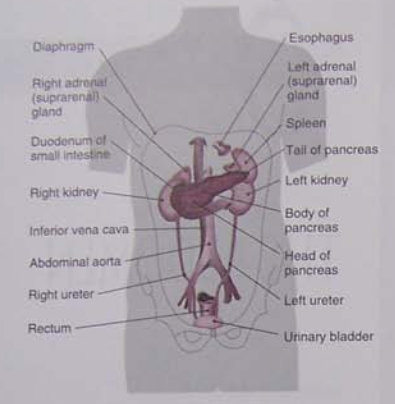 Diaphragm
Right adrenal
(suprarenal)
gland
Duodenum of
small intestine
Right kidney
Inferior vena cava
Abdominal aorta
Right ureter
Rectum
Esophagus
Left adrenal
(suprarenal)
gland
Spleen
Tail of pancreas
Left kidney
Body of
pancreas
Head of
pancreas
Left ureter
Urinary bladder